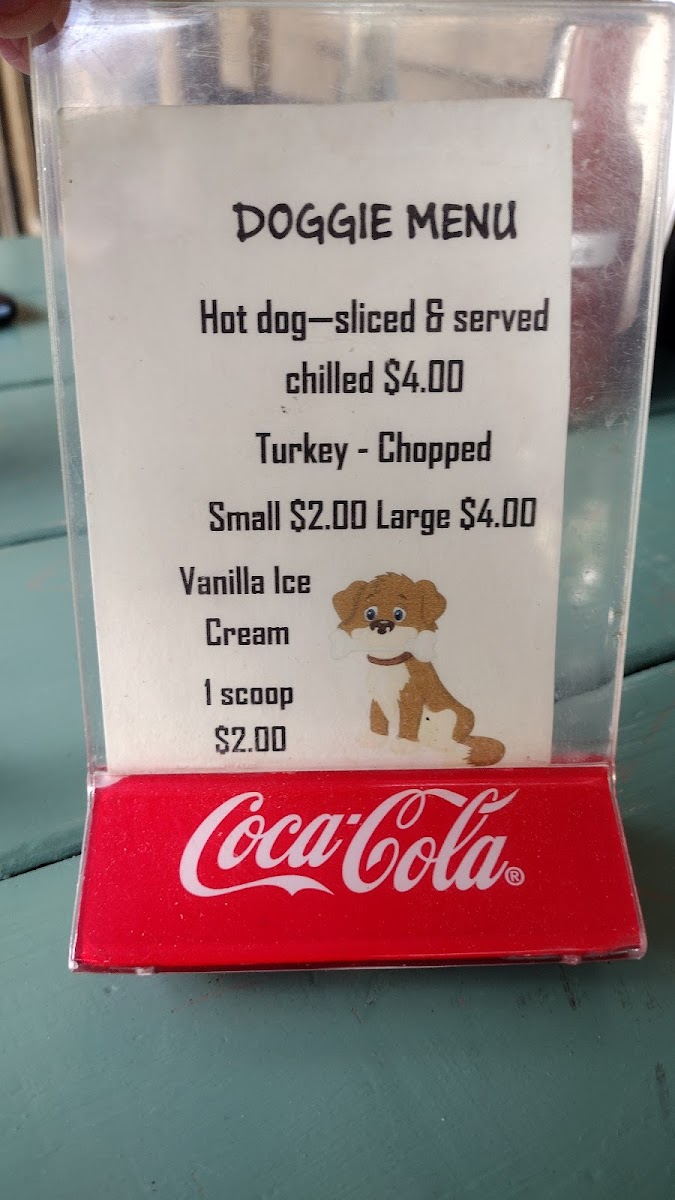 DOGGIE MENU
Hot dog—sliced & served
chilled $4.00
Turkey - Chopped
Small $2.00 Large $4.00
Vanilla Ice
Cream
1 scoop
$2.00
Coca-Cola®